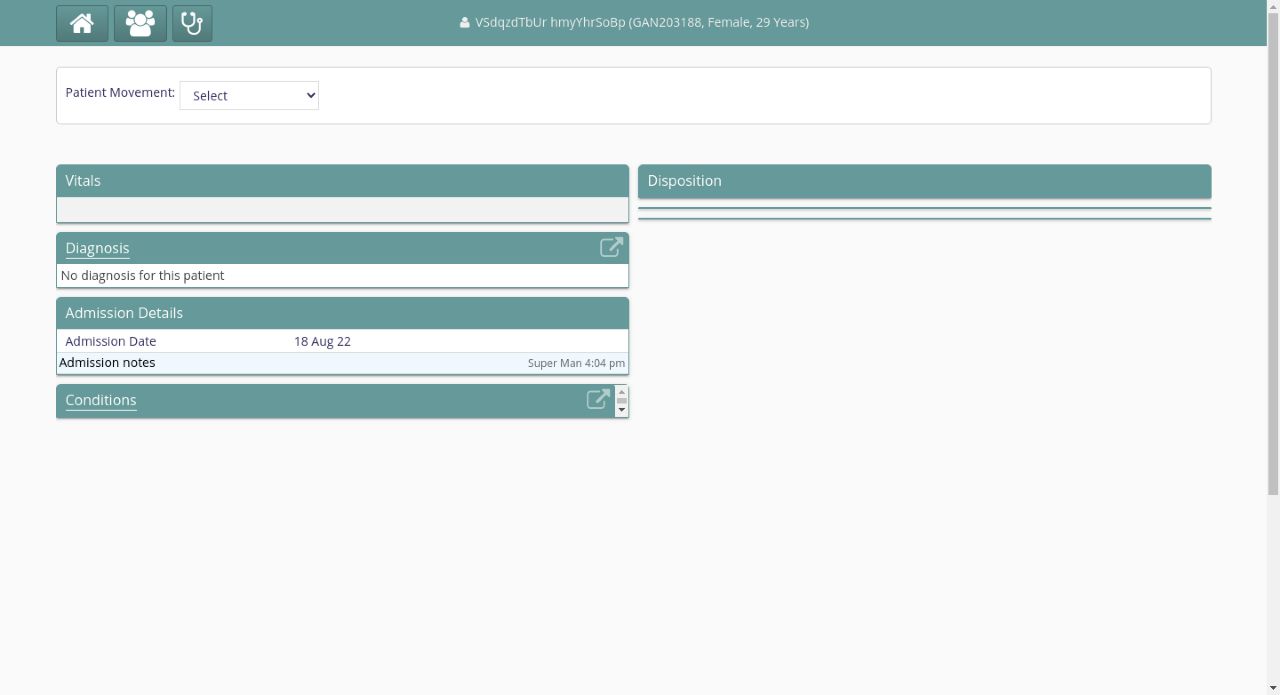 VSdqzdTbUr hmyYhrSoBp (GAN203188, Female, 29 Years)
Patient Movement: Select
Vitals
Disposition
Diagnosis
No diagnosis for this patient
Admission Details
Admission Date 18 Aug 22
Admission notes Super Man 4:04 pm
Conditions